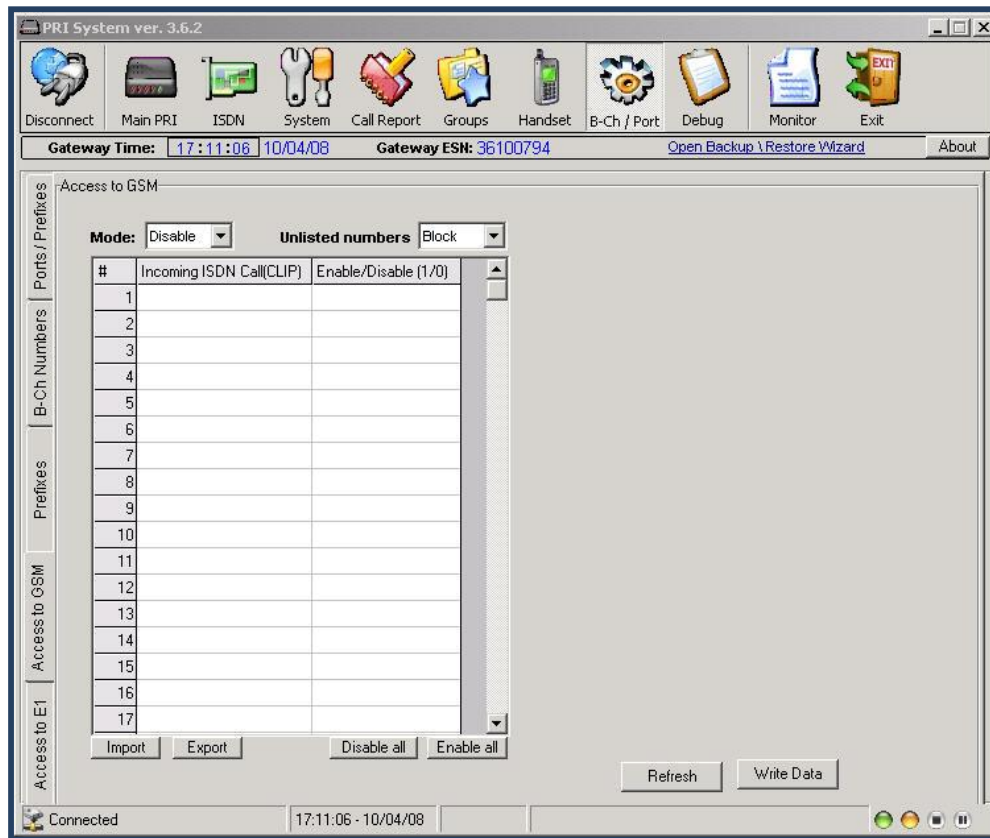 PRI System ver. 3.6.2
Disconnect Main PRI ISDN System Call Report Groups Handset B-Ch / Port Debug Monitor EXIT Exit
Gateway Time: 17:11:06 10/04/08 Gateway ESN: 36100794 Open Backup \ Restore Wizard About
Ports / Prefixes
B-Ch Numbers
Prefixes
Access to GSM
Access to E1
Access to GSM
Mode: Disable Unlisted numbers Block
# Incoming ISDN Call(CLIP) Enable/Disable (1/0)
1
2
3
4
5
6
7
8
9
10
11
12
13
14
15
16
17
Import Export Disable all Enable all
Refresh Write Data
Connected 17:11:06 - 10/04/08